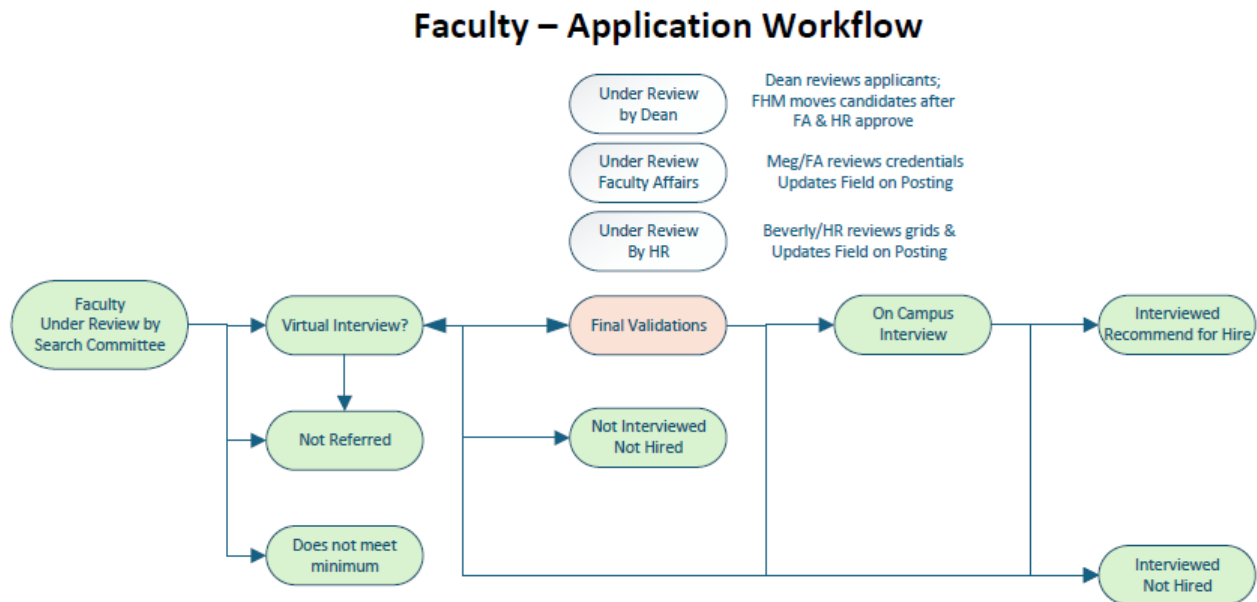 Faculty – Application Workflow
Under Review
by Dean
Dean reviews applicants;
FHM moves candidates after
FA & HR approve
Under Review
Faculty Affairs
Meg/FA reviews credentials
Updates Field on Posting
Under Review
By HR
Beverly/HR reviews grids &
Updates Field on Posting
Faculty
Under Review by
Search Committee
Virtual Interview?
Final Validations
On Campus
Interview
Interviewed
Recommend for Hire
Not Referred
Not Interviewed
Not Hired
Does not meet
minimum
Interviewed
Not Hired